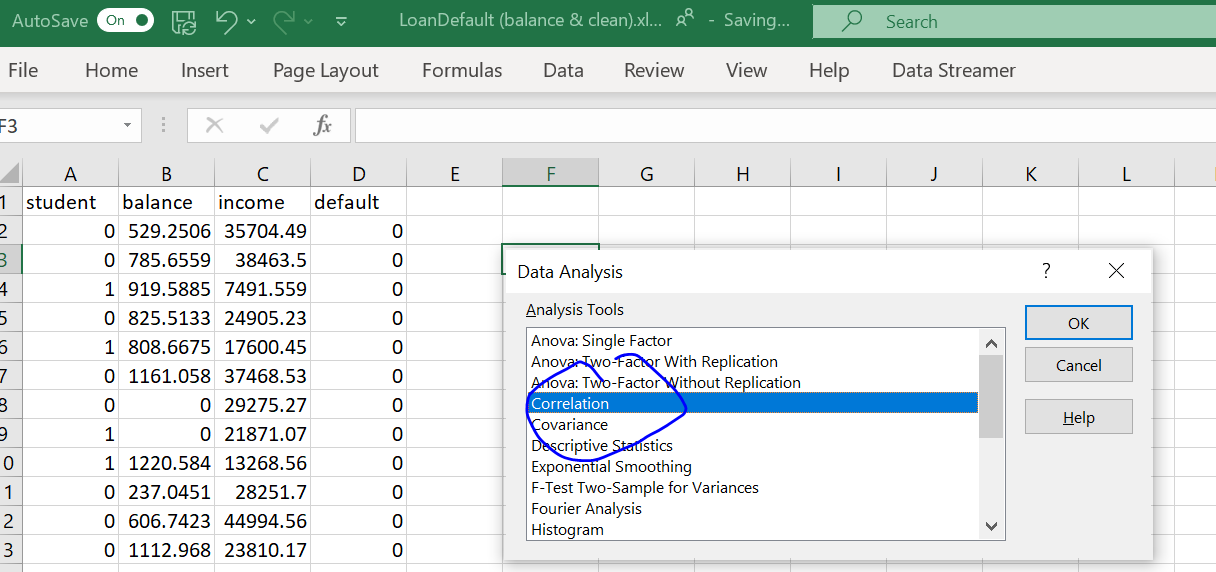 AutoSave On LoanDefault (balance & clean).xl... - Saving... Search
File Home Insert Page Layout Formulas Data Review View Help Data Streamer
F3 fx
A B C D E F G H I J K L
1 student balance income default
2 0 529.2506 35704.49 0
3 0 785.6559 38463.5 0
4 1 919.5885 7491.559 0
5 0 825.5133 24905.23 0
6 1 808.6675 17600.45 0
7 0 1161.058 37468.53 0
8 0 0 29275.27 0
9 1 0 21871.07 0
0 1 1220.584 13268.56 0
1 0 237.0451 28251.7 0
2 0 606.7423 44994.56 0
3 0 1112.968 23810.17 0
Data Analysis ?
Analysis Tools
Anova: Single Factor
Anova: Two-Factor With Replication
Anova: Two-Factor Without Replication
Correlation
Covariance
Descriptive Statistics
Exponential Smoothing
F-Test Two-Sample for Variances
Fourier Analysis
Histogram
OK
Cancel
Help